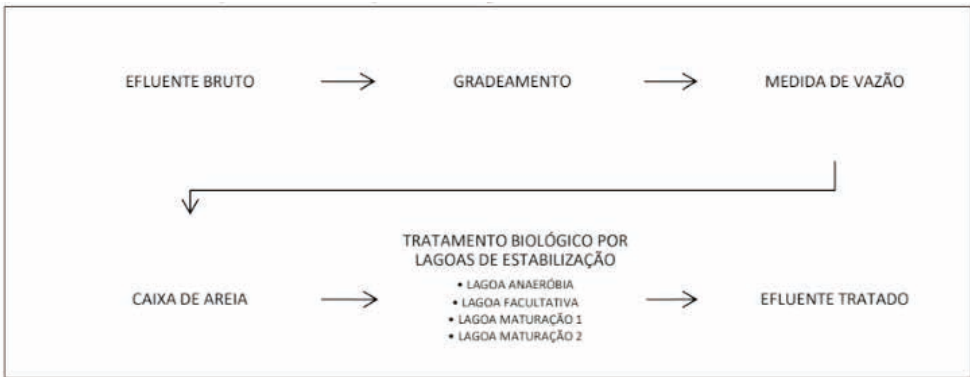 EFLUENTE BRUTO
GRADEAMENTO
MEDIDA DE VAZÃO
TRATAMENTO BIOLÓGICO POR
LAGOAS DE ESTABILIZAÇÃO
• LAGOA ANAERÓBIA
• LAGOA FACULTATIVA
• LAGOA MATURAÇÃO 1
• LAGOA MATURAÇÃO 2
CAIXA DE AREIA
EFLUENTE TRATADO